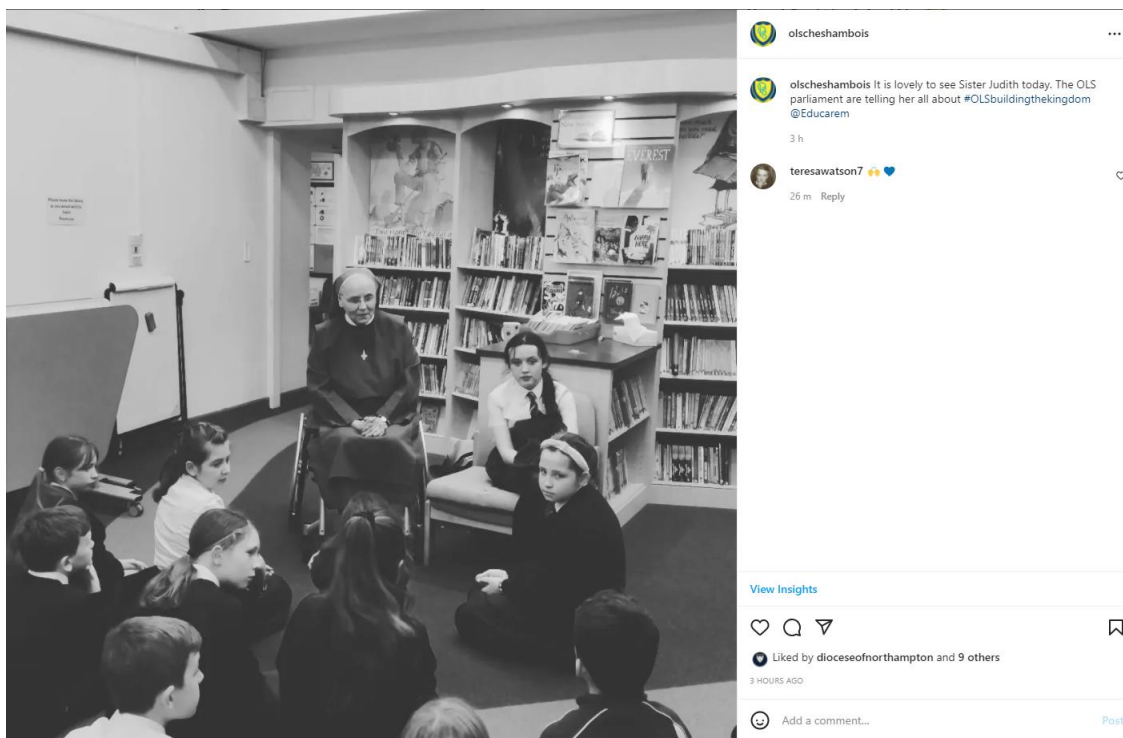 olscheshambois
olscheshambois It is lovely to see Sister Judith today. The OLS
parliament are telling her all about #OLSbuildingthekingdom
@Educarem
3 h
teresawatson7 🙌 💙
26 m Reply
EVEREST
HAPPY
HERE
View Insights
Liked by dioceseofnorthampton and 9 others
3 HOURS AGO
Add a comment...
Post